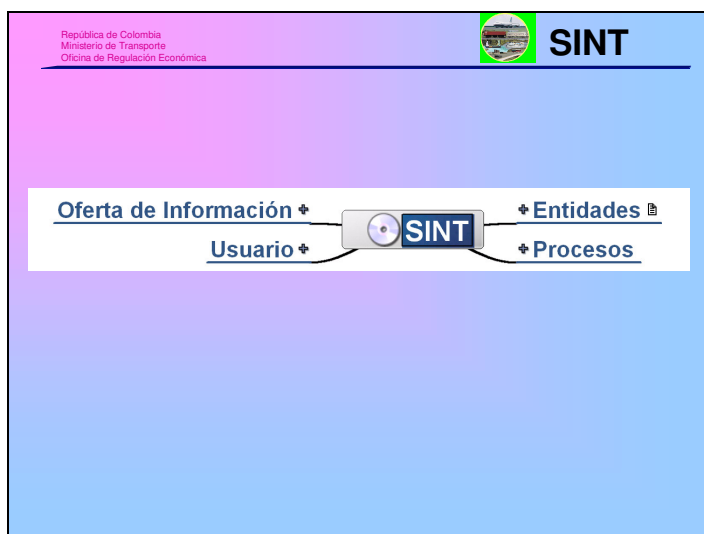 República de Colombia
Ministerio de Transporte
Oficina de Regulación Económica
SINT
Oferta de Información
Usuario
SINT
Entidades
Procesos